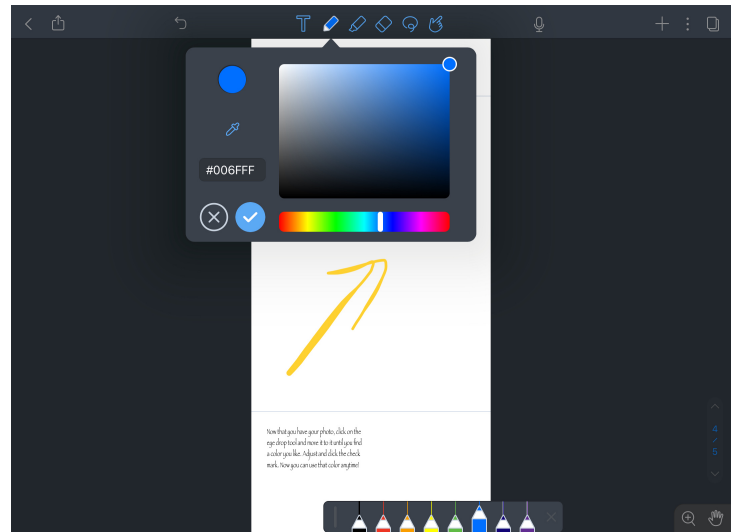 T
#006FFF
4
/
5
Now that you have your photo, click on the
eye drop tool and move it to it until you find
a color you like. Adjust and click the check
mark. Now you can use that color anytime!